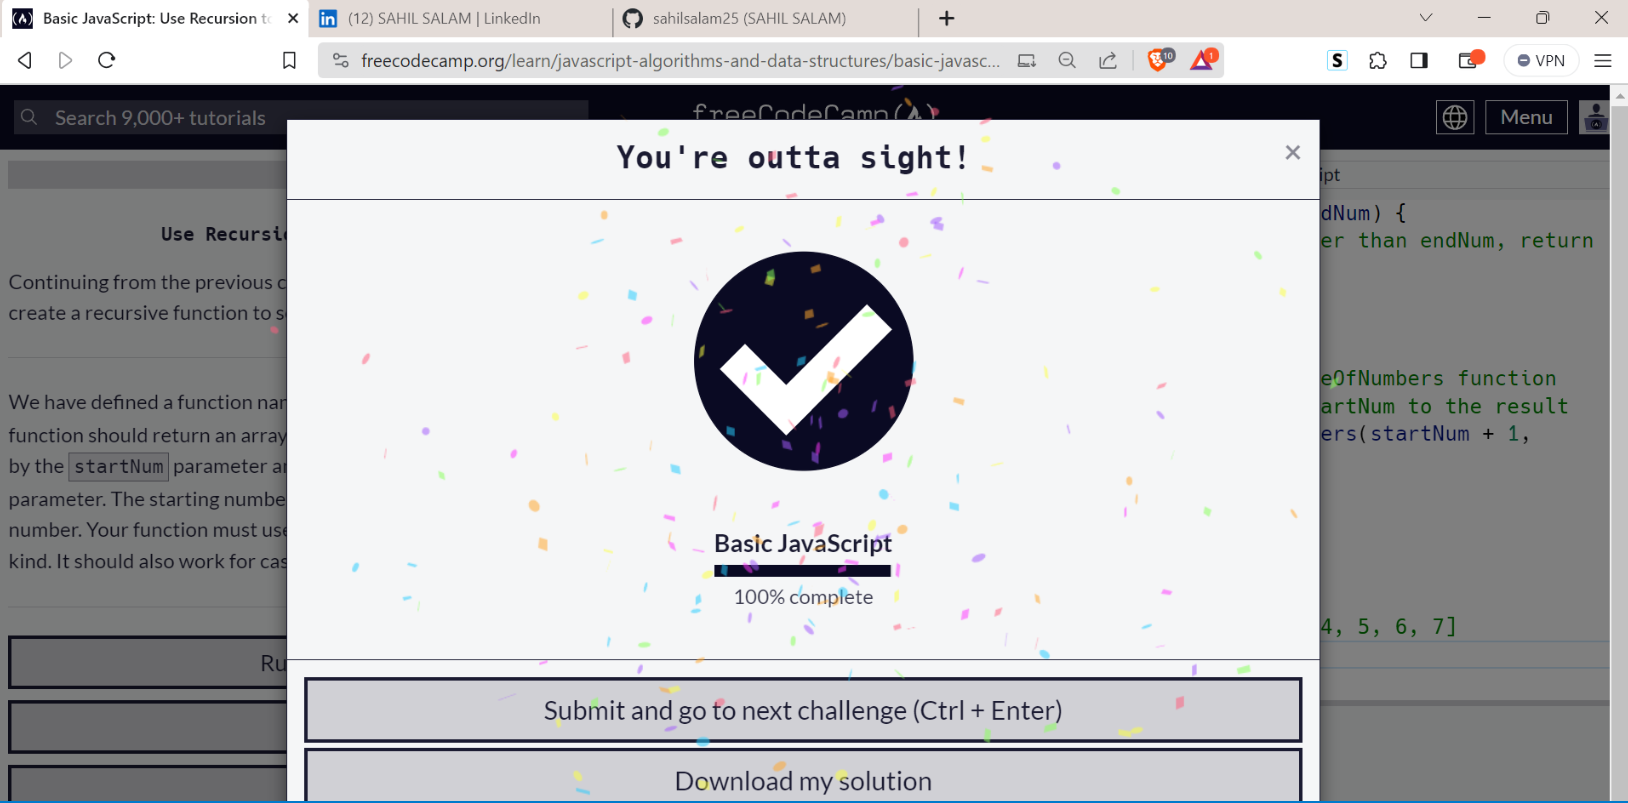 Basic JavaScript: Use Recursion to
(12) SAHIL SALAM | LinkedIn
sahilsalam25 (SAHIL SALAM)
freecodecamp.org/learn/javascript-algorithms-and-data-structures/basic-javasc...
10
1
S
VPN
Search 9,000+ tutorials
freeCodeCamp
Menu
You're outta sight!
ipt
Use Recursi
Continuing from the previous c
create a recursive function to s
We have defined a function nar
function should return an array
by the startNum parameter a
parameter. The starting numbe
number. Your function must use
kind. It should also work for cas
Ru
dNum) {
er than endNum, return
eOfNumbers function
artNum to the result
ers(startNum + 1,
4, 5, 6, 7]
Basic JavaScript
100% complete
Submit and go to next challenge (Ctrl + Enter)
Download my solution